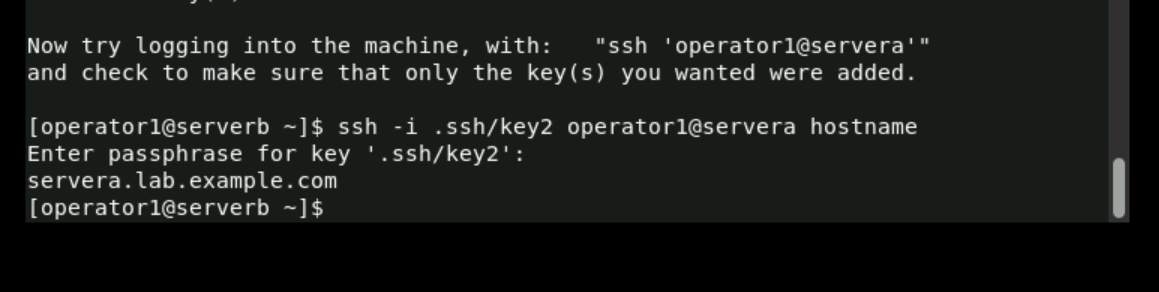 Now try logging into the machine, with:   "ssh 'operator1@servera'"
and check to make sure that only the key(s) you wanted were added.
[operator1@serverb ~]$ ssh -i .ssh/key2 operator1@servera hostname
Enter passphrase for key '.ssh/key2':
servera.lab.example.com
[operator1@serverb ~]$